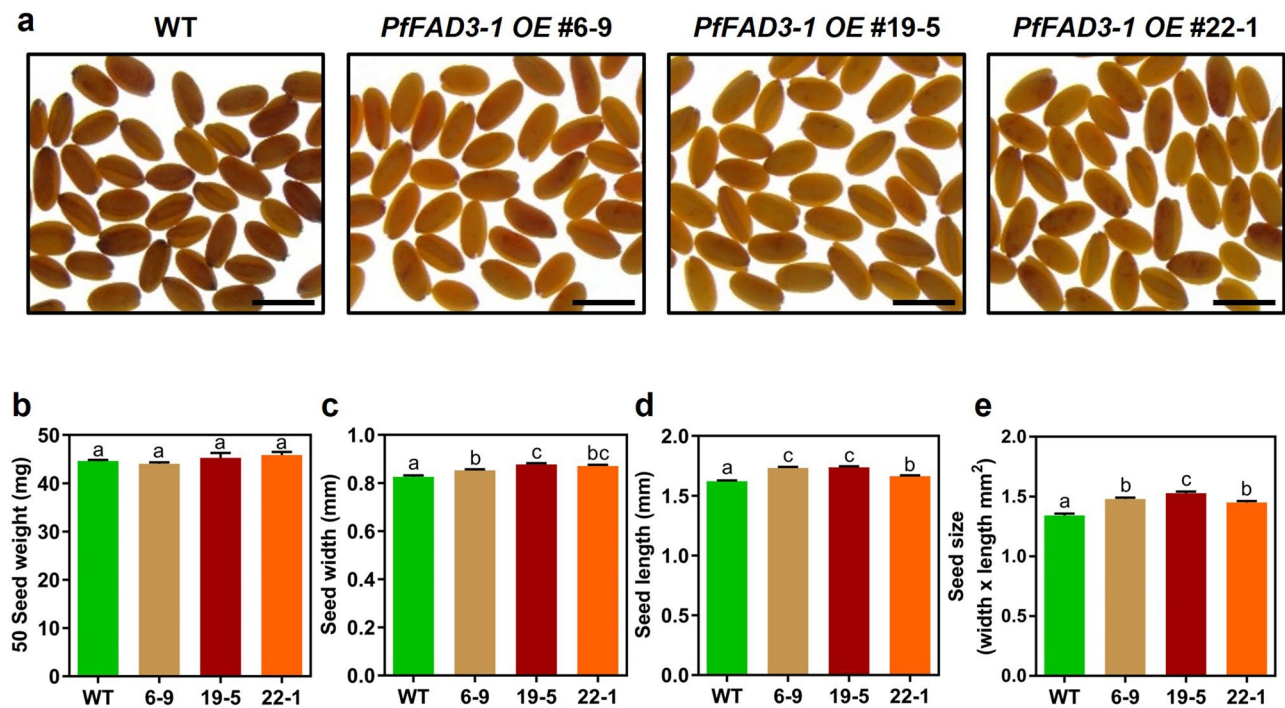 a
WT
PfFAD3-1 OE #6-9
PfFAD3-1 OE #19-5
PfFAD3-1 OE #22-1
b
50 Seed weight (mg)
50
40
30
20
10
0
a
a
a
a
WT
6-9
19-5
22-1
c
Seed width (mm)
1.0
0.8
0.6
0.4
0.2
0.0
a
b
c
bc
WT
6-9
19-5
22-1
d
Seed length (mm)
2.0
1.5
1.0
0.5
0.0
a
c
c
b
WT
6-9
19-5
22-1
e
Seed size
(width x length mm²)
2.0
1.5
1.0
0.5
0.0
a
b
c
b
WT
6-9
19-5
22-1